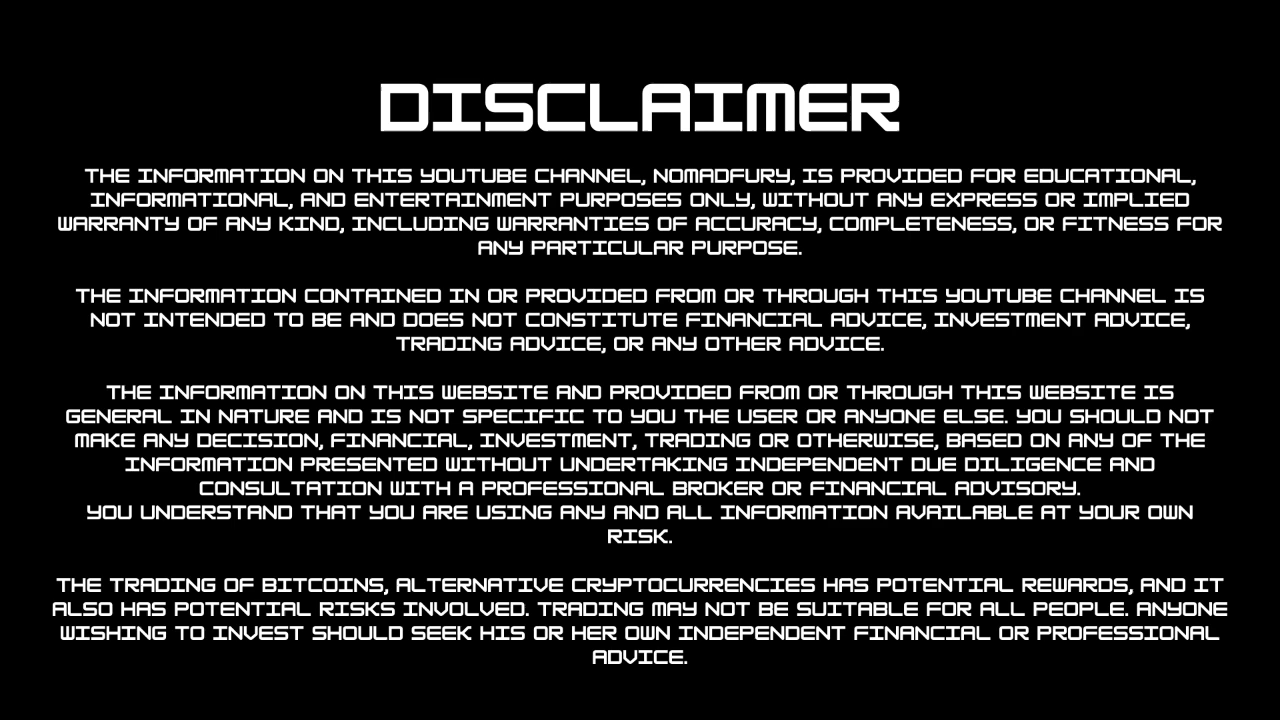 DISCLAIMER
THE INFORMATION ON THIS YOUTUBE CHANNEL, NOMADFURY, IS PROVIDED FOR EDUCATIONAL,
INFORMATIONAL, AND ENTERTAINMENT PURPOSES ONLY, WITHOUT ANY EXPRESS OR IMPLIED
WARRANTY OF ANY KIND, INCLUDING WARRANTIES OF ACCURACY, COMPLETENESS, OR FITNESS FOR
ANY PARTICULAR PURPOSE.
THE INFORMATION CONTAINED IN OR PROVIDED FROM OR THROUGH THIS YOUTUBE CHANNEL IS
NOT INTENDED TO BE AND DOES NOT CONSTITUTE FINANCIAL ADVICE, INVESTMENT ADVICE,
TRADING ADVICE, OR ANY OTHER ADVICE.
THE INFORMATION ON THIS WEBSITE AND PROVIDED FROM OR THROUGH THIS WEBSITE IS
GENERAL IN NATURE AND IS NOT SPECIFIC TO YOU THE USER OR ANYONE ELSE. YOU SHOULD NOT
MAKE ANY DECISION, FINANCIAL, INVESTMENT, TRADING OR OTHERWISE, BASED ON ANY OF THE
INFORMATION PRESENTED WITHOUT UNDERTAKING INDEPENDENT DUE DILIGENCE AND
CONSULTATION WITH A PROFESSIONAL BROKER OR FINANCIAL ADVISORY.
YOU UNDERSTAND THAT YOU ARE USING ANY AND ALL INFORMATION AVAILABLE AT YOUR OWN
RISK.
THE TRADING OF BITCOINS, ALTERNATIVE CRYPTOCURRENCIES HAS POTENTIAL REWARDS, AND IT
ALSO HAS POTENTIAL RISKS INVOLVED. TRADING MAY NOT BE SUITABLE FOR ALL PEOPLE. ANYONE
WISHING TO INVEST SHOULD SEEK HIS OR HER OWN INDEPENDENT FINANCIAL OR PROFESSIONAL
ADVICE.